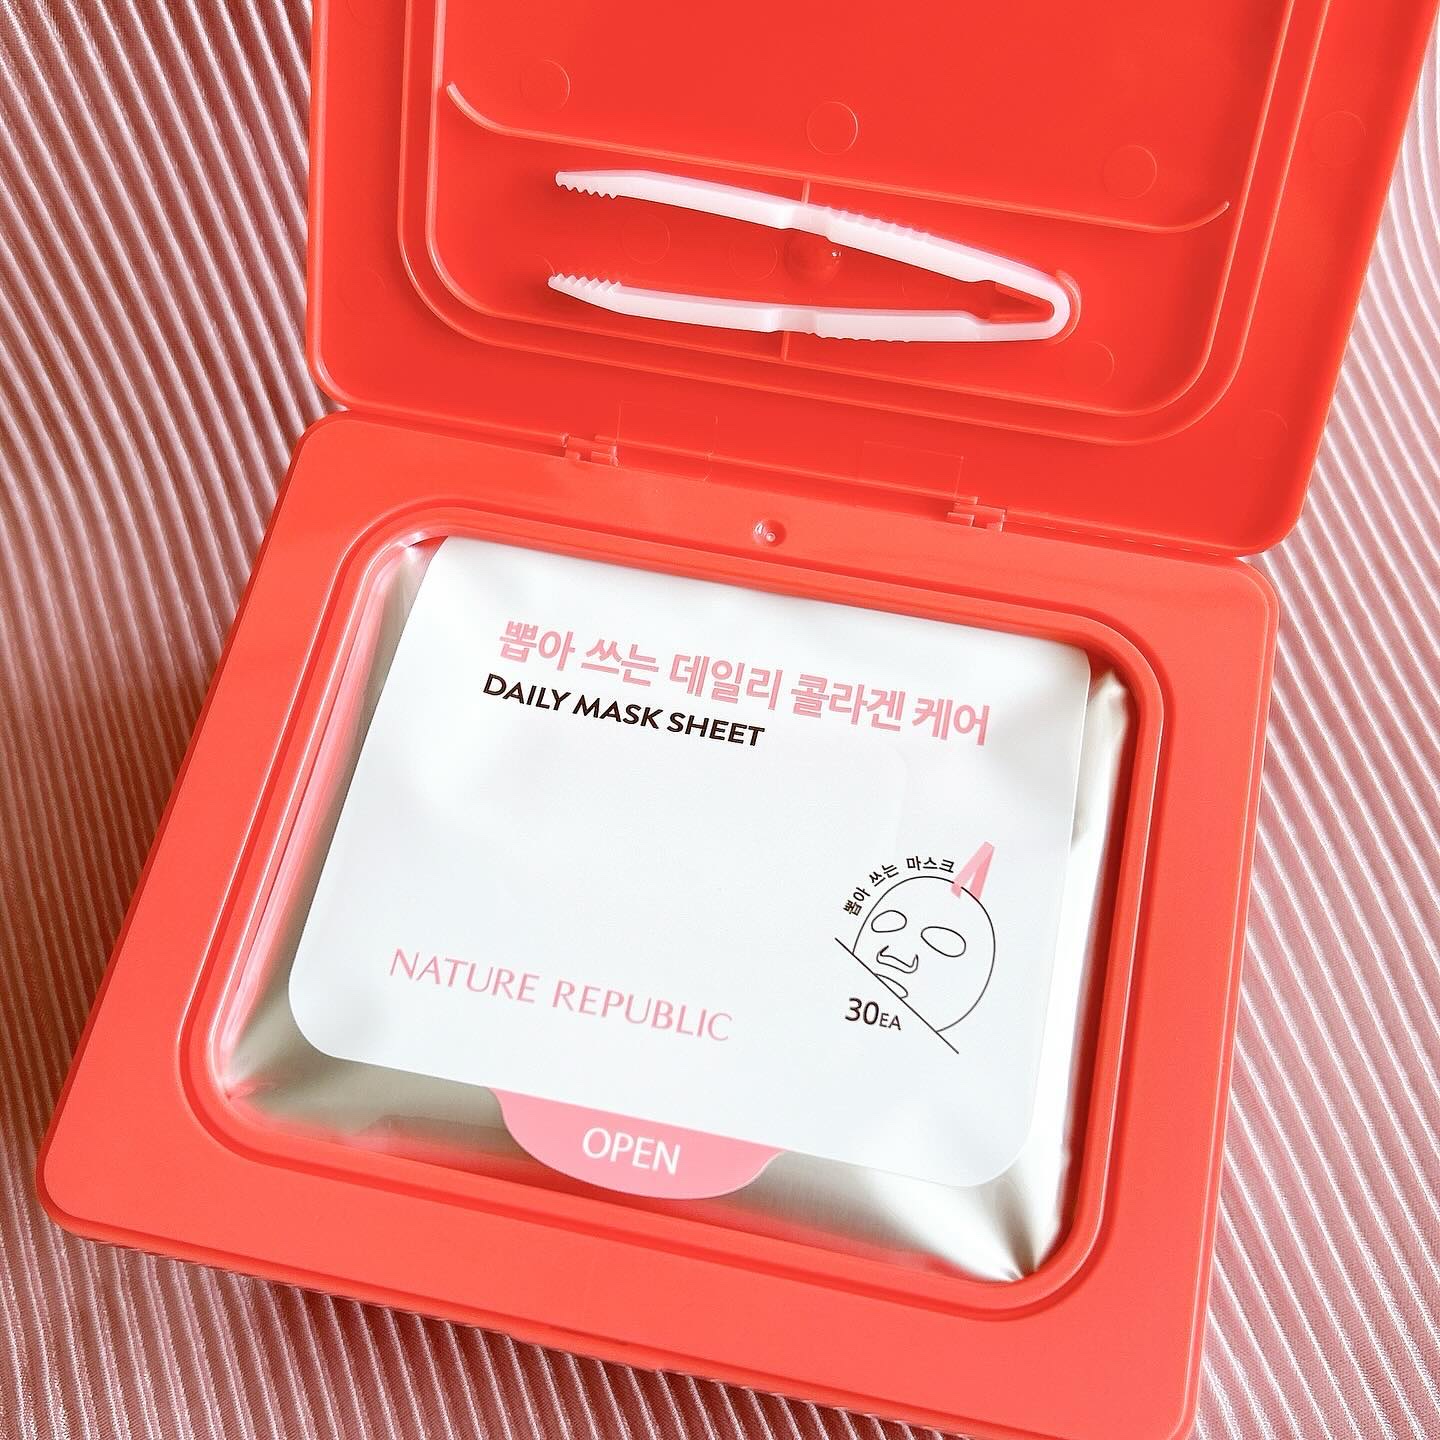 뽑아 쓰는 데일리 콜라겐 케어
DAILY MASK SHEET
뽑아 쓰는 마스크
30EA
NATURE REPUBLIC
OPEN